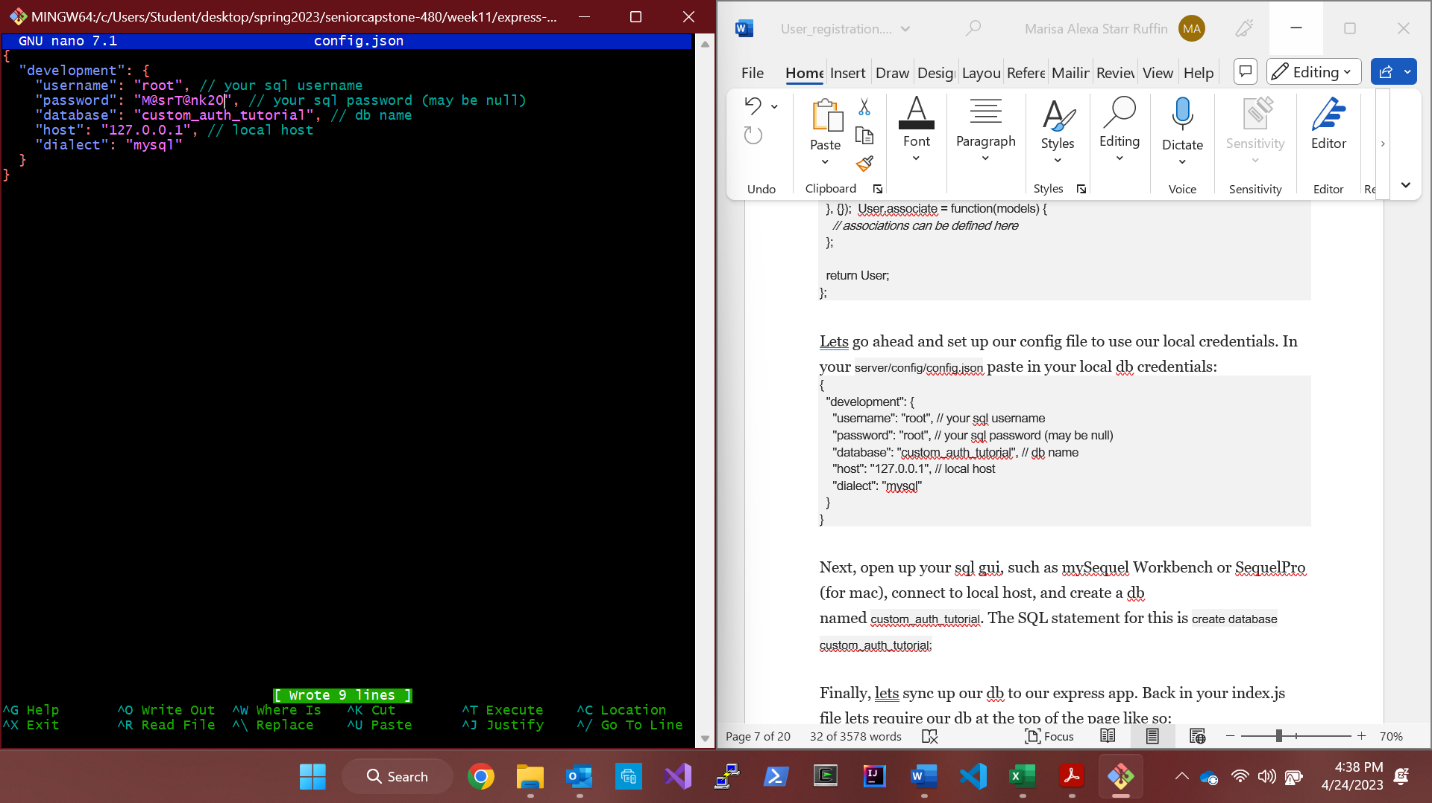 MINGW64:/c/Users/Student/desktop/spring2023/seniorcapstone-480/week11/express-...
GNU nano 7.1 config.json
{
"development": {
"username": "root", // your sql username
"password": "M@srT@nk20", // your sql password (may be null)
"database": "custom_auth_tutorial", // db name
"host": "127.0.0.1", // local host
"dialect": "mysql"
}
}
[ Wrote 9 lines ]
^G Help ^O Write Out ^W Where Is ^K Cut ^T Execute ^C Location
^X Exit ^R Read File ^\ Replace ^U Paste ^J Justify ^/ Go To Line
User_registration.... Marisa Alexa Starr Ruffin MA
File Home Insert Draw Desig Layou Refere Mailir Review View Help Editing
Paste Font Paragraph Styles Editing Dictate Sensitivity Editor
Undo Clipboard Styles Voice Sensitivity Editor Re
}, {}); User.associate = function(models) {
// associations can be defined here
};
return User;
};
Lets go ahead and set up our config file to use our local credentials. In
your server/config/config.json paste in your local db credentials:
{
"development": {
"username": "root", // your sql username
"password": "root", // your sql password (may be null)
"database": "custom_auth_tutorial", // db name
"host": "127.0.0.1", // local host
"dialect": "mysql"
}
}
Next, open up your sql gui, such as mySequel Workbench or SequelPro
(for mac), connect to local host, and create a db
named custom_auth_tutorial. The SQL statement for this is create database
custom_auth_tutorial;
Finally, lets sync up our db to our express app. Back in your index.js
file lets require our db at the top of the page like so:
Page 7 of 20 32 of 3578 words Focus 70%
Search
4:38 PM
4/24/2023